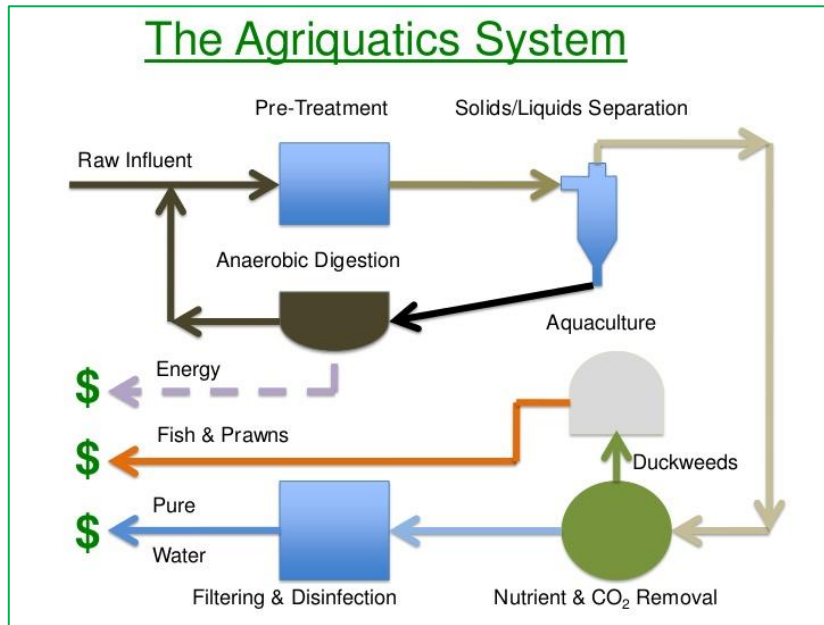 The Agriquatics System
Pre-Treatment
Solids/Liquids Separation
Raw Influent
Anaerobic Digestion
Aquaculture
Energy
$
Fish & Prawns
$
Duckweeds
Pure
$
Water
Filtering & Disinfection
Nutrient & CO₂ Removal